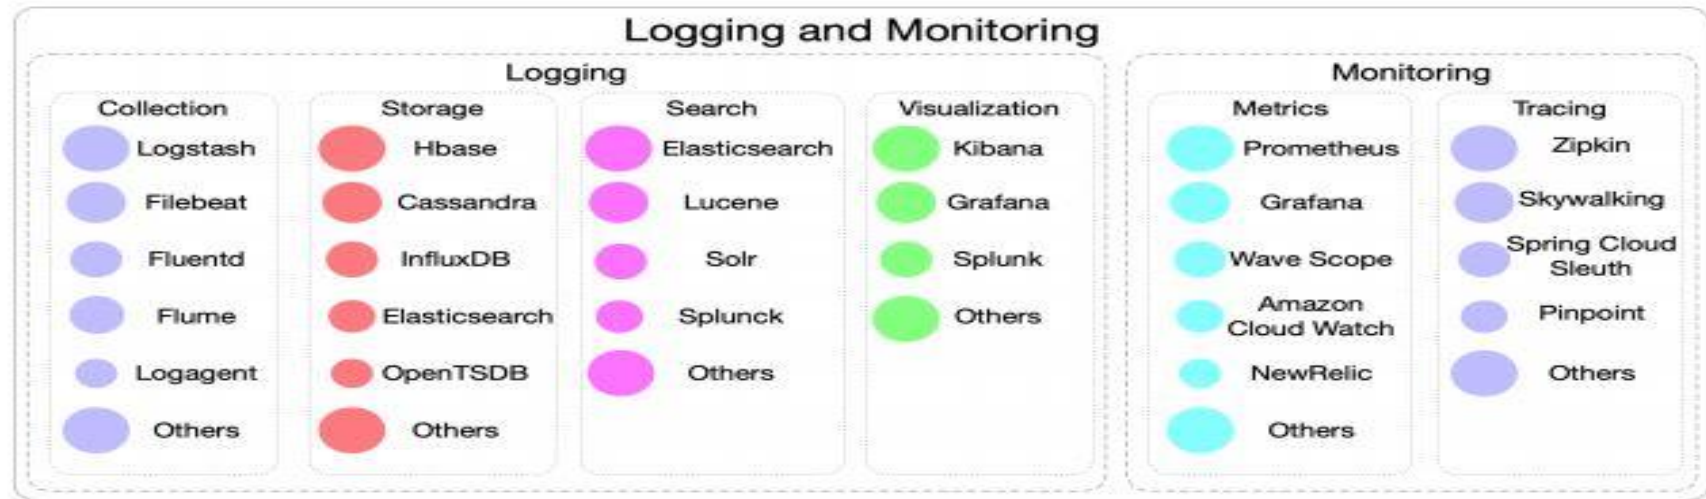 Logging and Monitoring
Logging
Monitoring
Collection
Logstash
Filebeat
Fluentd
Flume
Logagent
Others
Storage
Hbase
Cassandra
InfluxDB
Elasticsearch
OpenTSDB
Others
Search
Elasticsearch
Lucene
Solr
Splunck
Others
Visualization
Kibana
Grafana
Splunk
Others
Metrics
Prometheus
Grafana
Wave Scope
Amazon
Cloud Watch
NewRelic
Others
Tracing
Zipkin
Skywalking
Spring Cloud
Sleuth
Pinpoint
Others